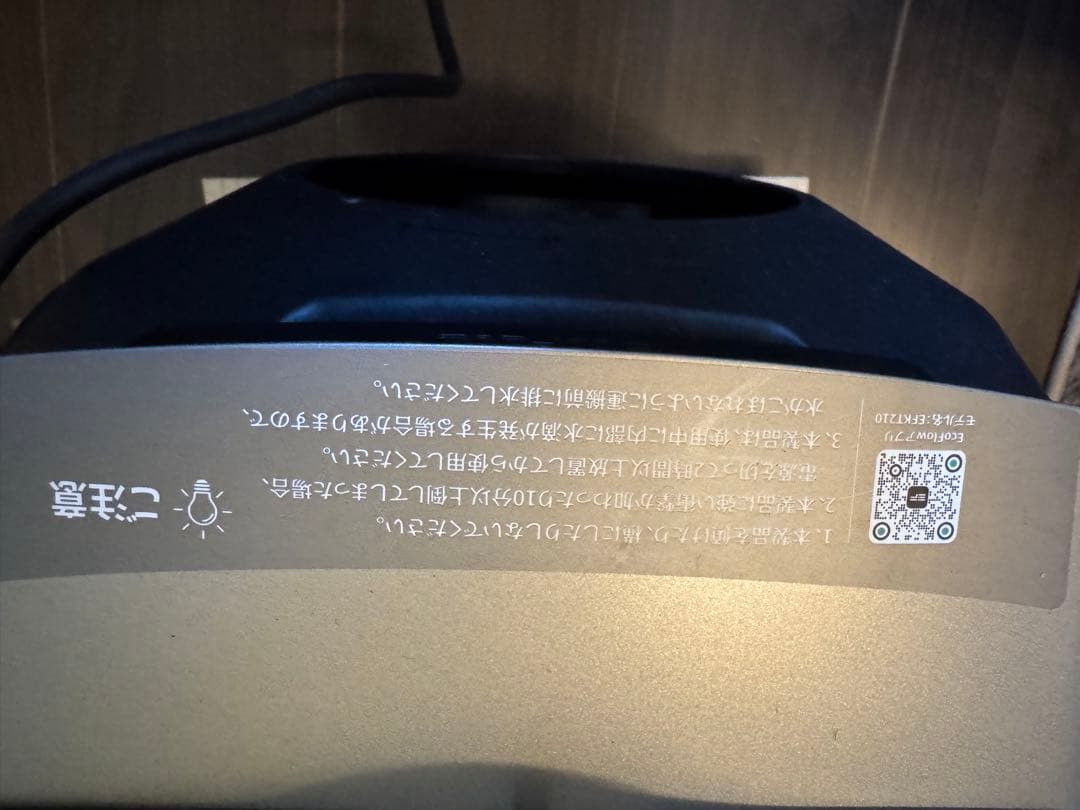 ご注意
1. 本製品を傾けたり、横にしたりしないでください。
2. 本製品に強い衝撃が加わったり10分以上倒してしまった場合、
電源を切って2時間以上放置してから使用してください。
3. 本製品は、使用中に内部に水滴が発生する場合がありますので、
水がこぼれないように運搬前に排水してください。
EcoFlowアプリ
モデル名: EFKT210